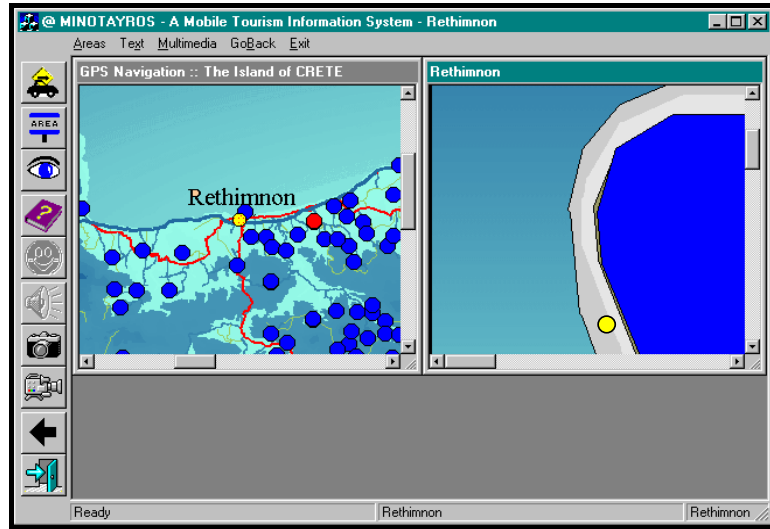 @ MINOTAYROS - A Mobile Tourism Information System - Rethimnon
Areas Text Multimedia GoBack Exit
GPS Navigation :: The Island of CRETE
Rethimnon
AREA
Rethimnon
Ready
Rethimnon
Rethimnon